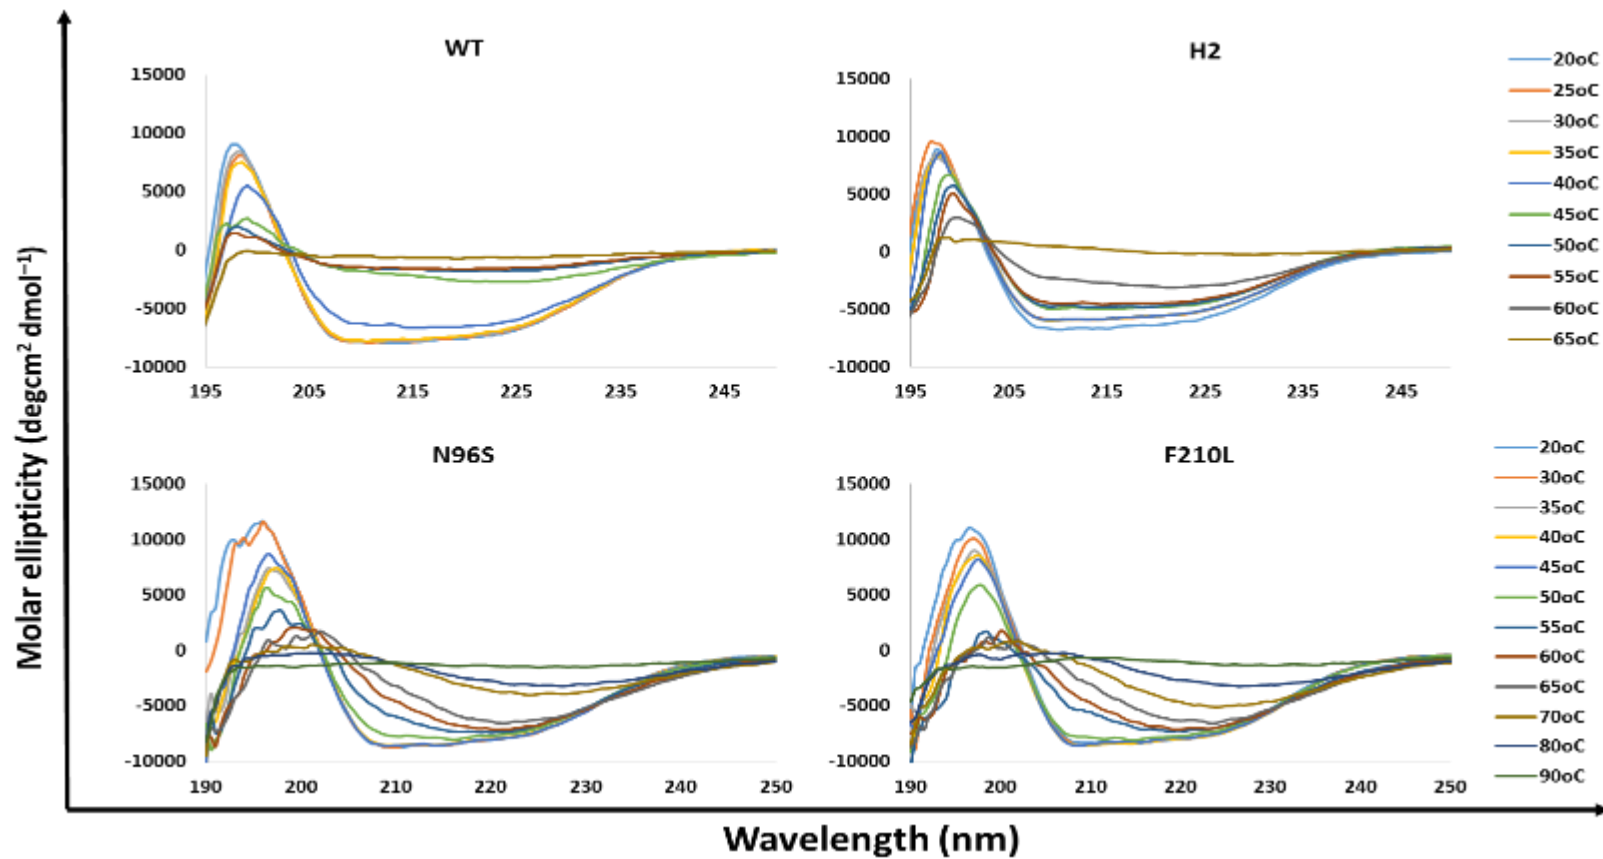 WT
15000
10000
5000
0
-5000
-10000
195 205 215 225 235 245
H2
15000
10000
5000
0
-5000
-10000
195 205 215 225 235 245
20oC
25oC
30oC
35oC
40oC
45oC
50oC
55oC
60oC
65oC
N96S
15000
10000
5000
0
-5000
-10000
190 200 210 220 230 240 250
F210L
15000
10000
5000
0
-5000
-10000
190 200 210 220 230 240 250
20oC
30oC
35oC
40oC
45oC
50oC
55oC
60oC
65oC
70oC
80oC
90oC
Molar ellipticity (degcm² dmol⁻¹)
Wavelength (nm)